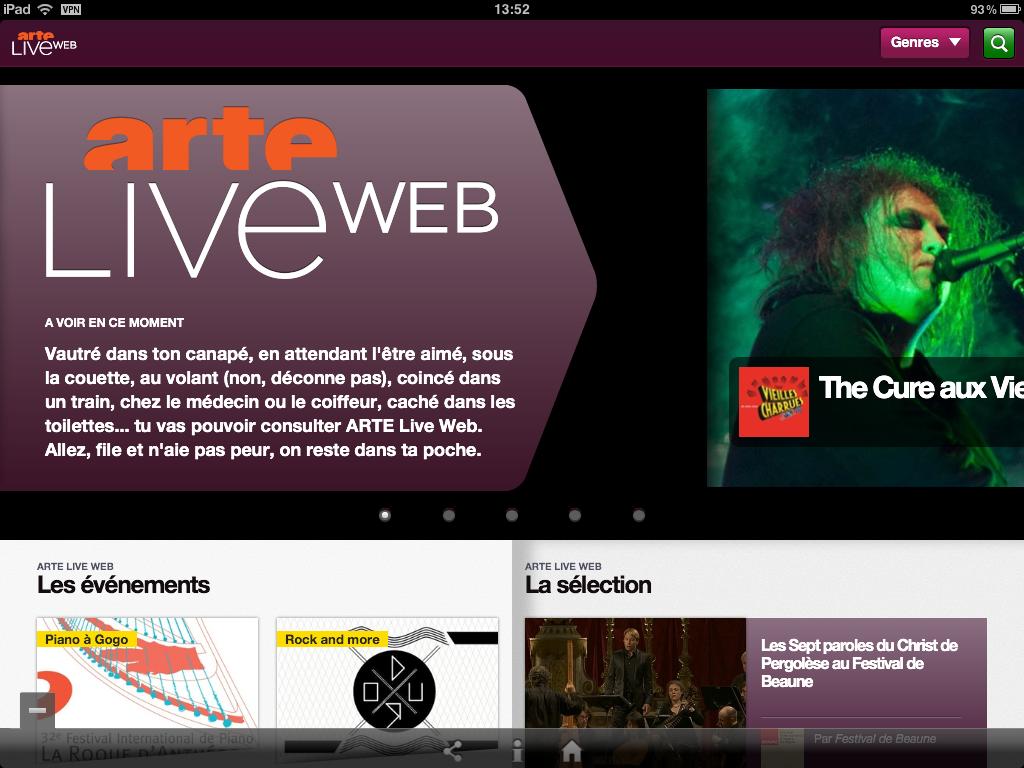 iPad VPN 13:52 93%
arte
LIVE WEB
Genres
arte
LIVE WEB
A VOIR EN CE MOMENT
Vautré dans ton canapé, en attendant l'être aimé, sous
la couette, au volant (non, déconne pas), coincé dans
un train, chez le médecin ou le coiffeur, caché dans les
toilettes... tu vas pouvoir consulter ARTE Live Web.
Allez, file et n'aie pas peur, on reste dans ta poche.
VIEILLES
CHARRUES
The Cure aux Vie
ARTE LIVE WEB
Les événements
Piano à Gogo
32e Festival International de Piano
LA ROQUE D'ANTHÉ
Rock and more
D
O U
R
ARTE LIVE WEB
La sélection
Les Sept paroles du Christ de
Pergolèse au Festival de
Beaune
Par Festival de Beaune